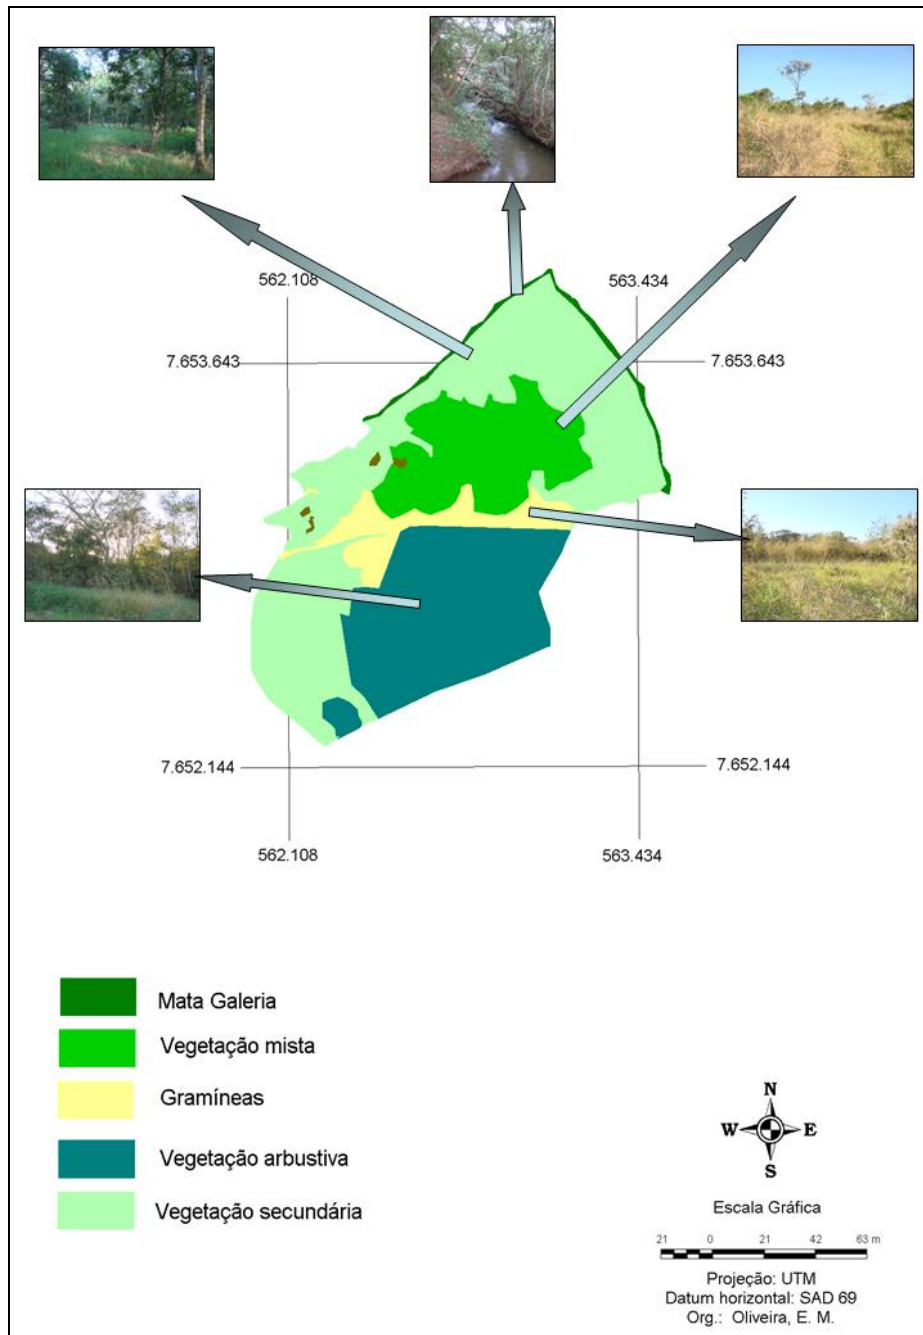 562.108
563.434
7.653.643
7.653.643
7.652.144
7.652.144
562.108
563.434
Mata Galeria
Vegetação mista
Gramíneas
Vegetação arbustiva
Vegetação secundária
N
W E
S
Escala Gráfica
21 0 21 42 63 m
Projeção: UTM
Datum horizontal: SAD 69
Org.: Oliveira, E. M.